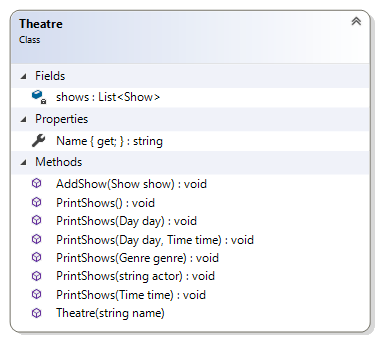 Theatre
Class
Fields
shows : List<Show>
Properties
Name { get; } : string
Methods
AddShow(Show show) : void
PrintShows() : void
PrintShows(Day day) : void
PrintShows(Day day, Time time) : void
PrintShows(Genre genre) : void
PrintShows(string actor) : void
PrintShows(Time time) : void
Theatre(string name)